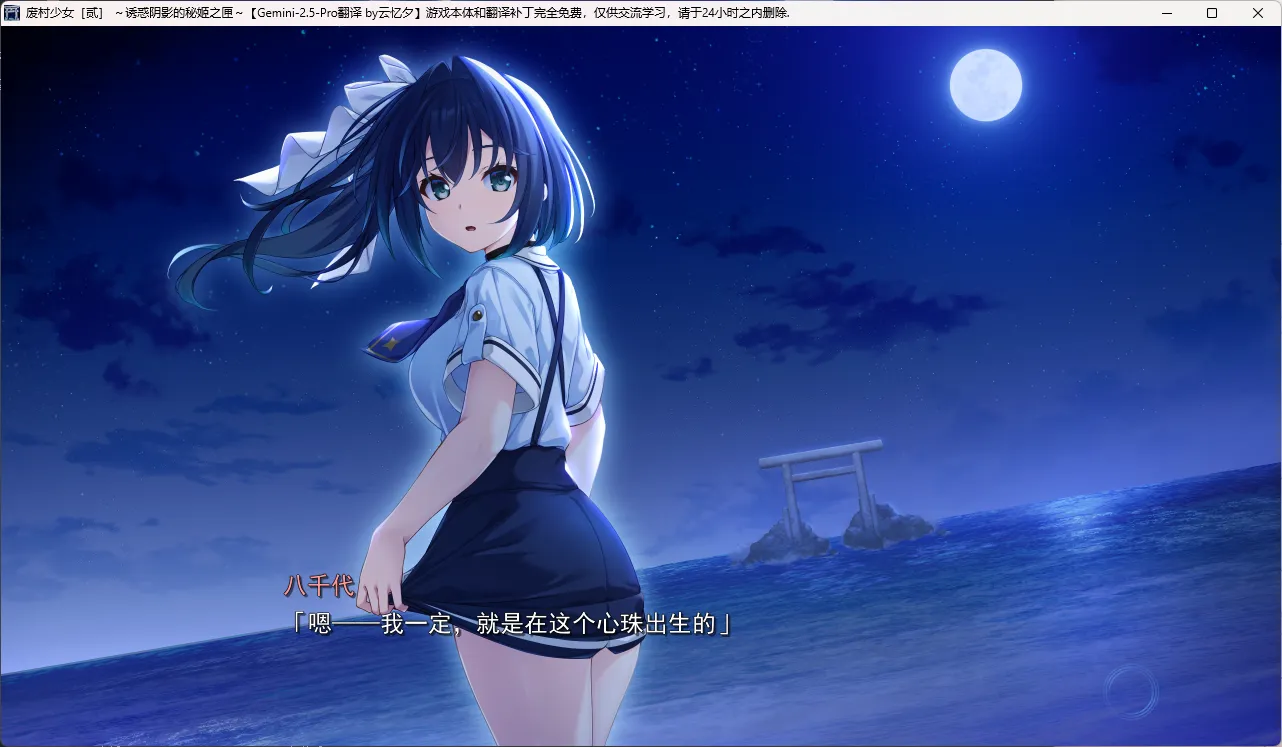 废村少女［贰］ ～诱惑阴影的秘姬之匣～【Gemini-2.5-Pro翻译 by云忆夕】游戏本体和翻译补丁完全免费，仅供交流学习，请于24小时之内删除.
八千代
「嗯——我一定，就是在这个心珠出生的」